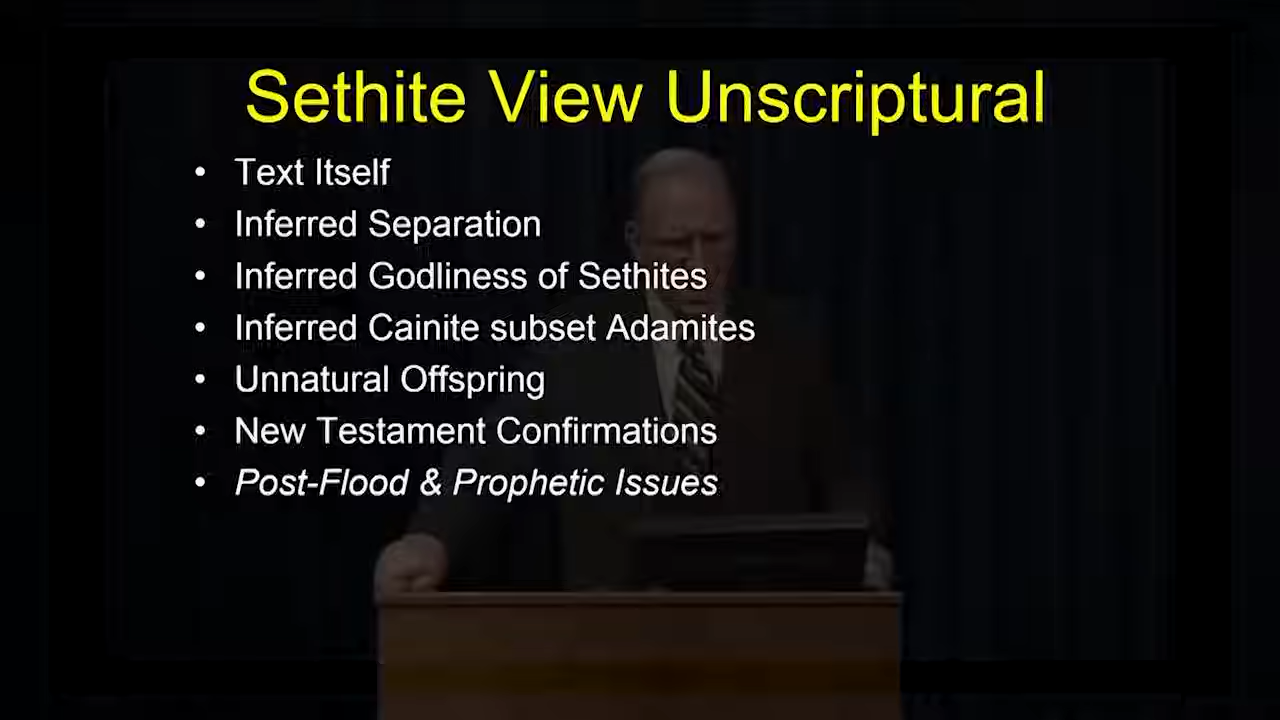 Sethite View Unscriptural
• Text Itself
• Inferred Separation
• Inferred Godliness of Sethites
• Inferred Cainite subset Adamites
• Unnatural Offspring
• New Testament Confirmations
• Post-Flood & Prophetic Issues